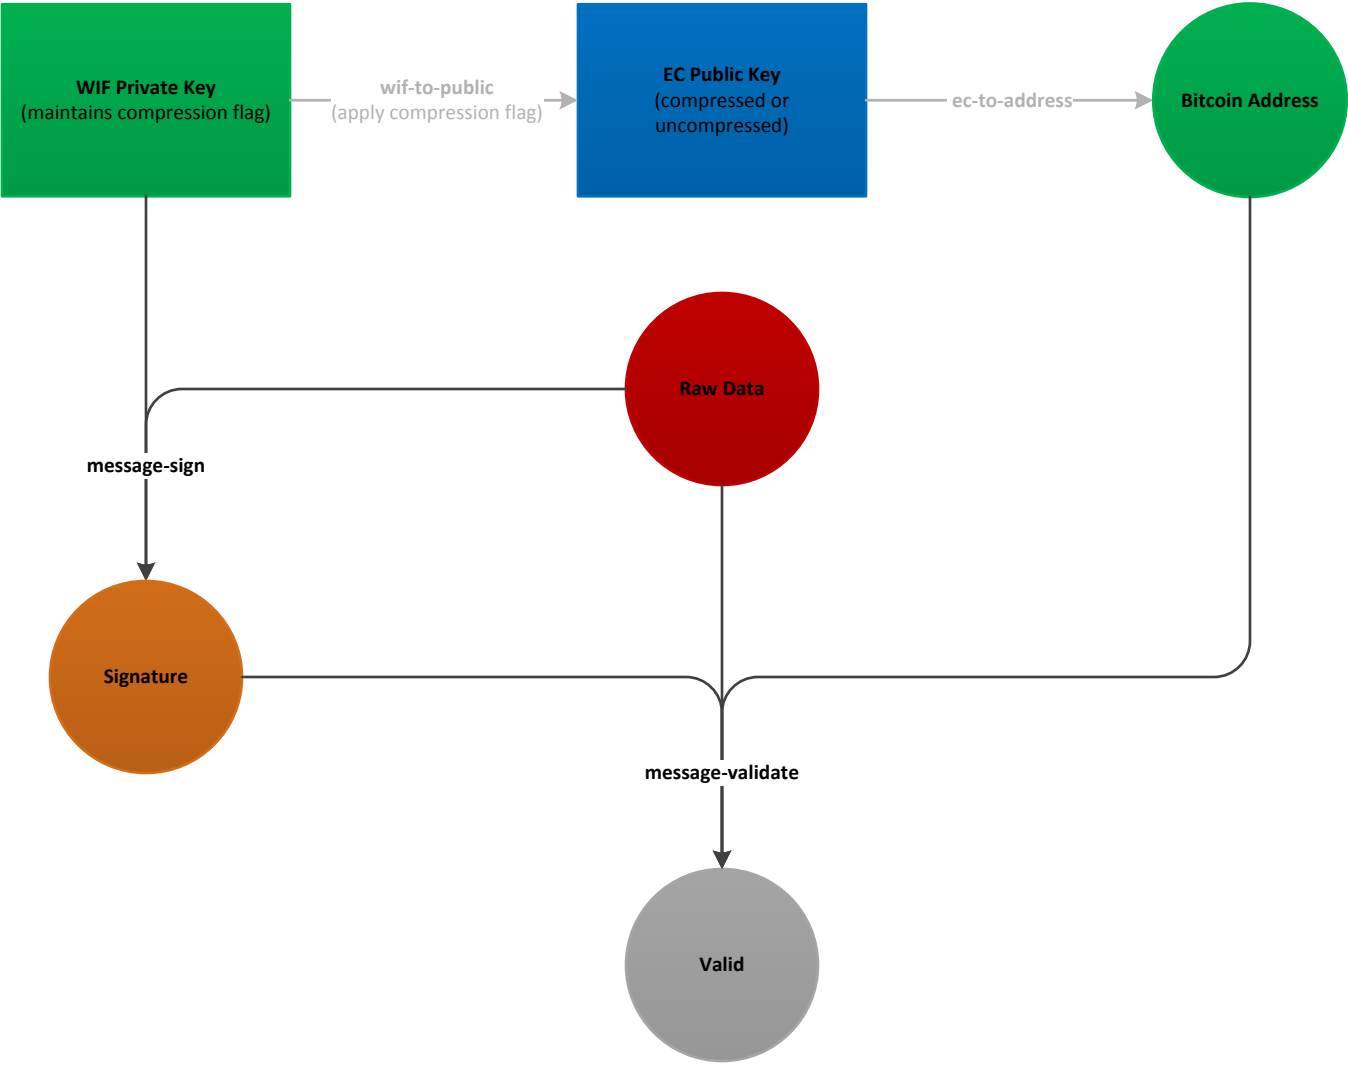 WIF Private Key
(maintains compression flag)
wif-to-public
(apply compression flag)
EC Public Key
(compressed or
uncompressed)
ec-to-address
Bitcoin Address
Raw Data
message-sign
Signature
message-validate
Valid